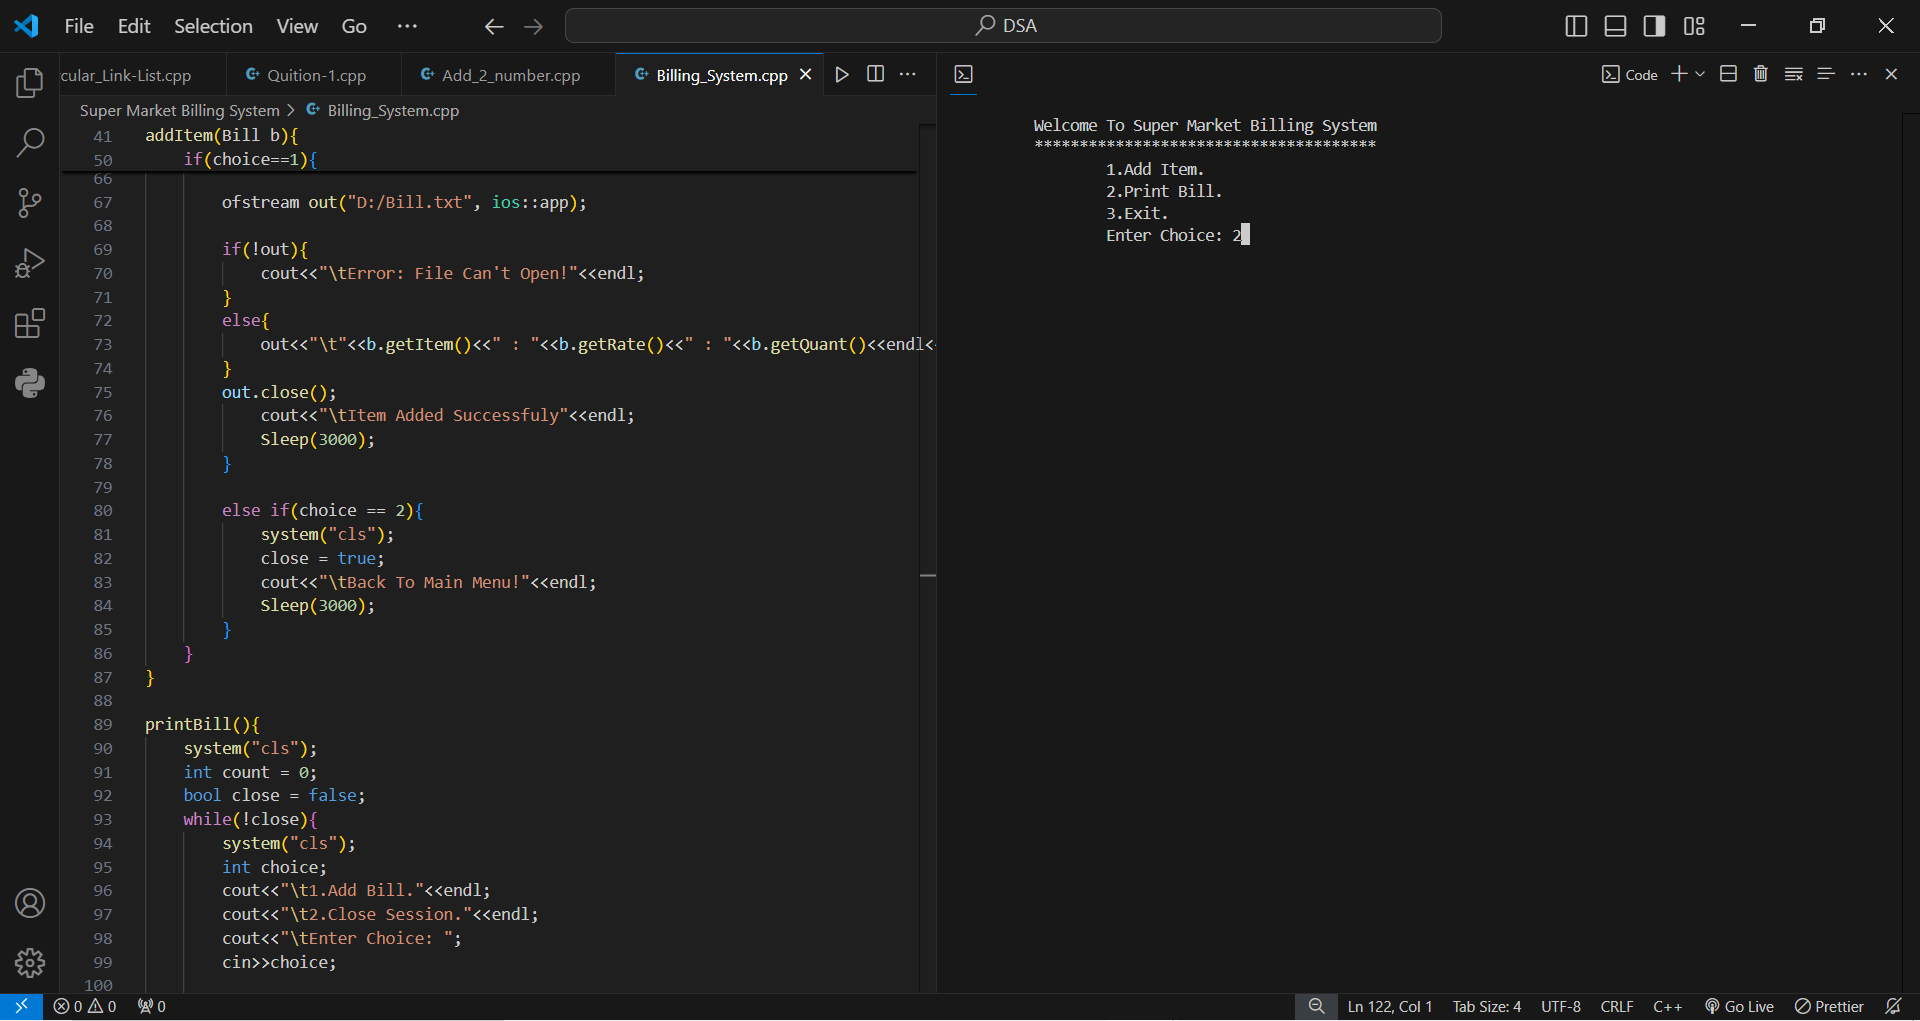 File Edit Selection View Go ··· DSA
cular_Link-List.cpp Quition-1.cpp Add_2_number.cpp Billing_System.cpp Code
Super Market Billing System > Billing_System.cpp
41 addItem(Bill b){
50 if(choice==1){
66
67 ofstream out("D:/Bill.txt", ios::app);
68
69 if(!out){
70 cout<<"\tError: File Can't Open!"<<endl;
71 }
72 else{
73 out<<"\t"<<b.getItem()<<" : "<<b.getRate()<<" : "<<b.getQuant()<<endl<
74 }
75 out.close();
76 cout<<"\tItem Added Successfuly"<<endl;
77 Sleep(3000);
78 }
79
80 else if(choice == 2){
81 system("cls");
82 close = true;
83 cout<<"\tBack To Main Menu!"<<endl;
84 Sleep(3000);
85 }
86 }
87 }
88
89 printBill(){
90 system("cls");
91 int count = 0;
92 bool close = false;
93 while(!close){
94 system("cls");
95 int choice;
96 cout<<"\t1.Add Bill."<<endl;
97 cout<<"\t2.Close Session."<<endl;
98 cout<<"\tEnter Choice: ";
99 cin>>choice;
100
Welcome To Super Market Billing System
**************************************
1.Add Item.
2.Print Bill.
3.Exit.
Enter Choice: 2
0 0 0 Ln 122, Col 1 Tab Size: 4 UTF-8 CRLF C++ Go Live Prettier